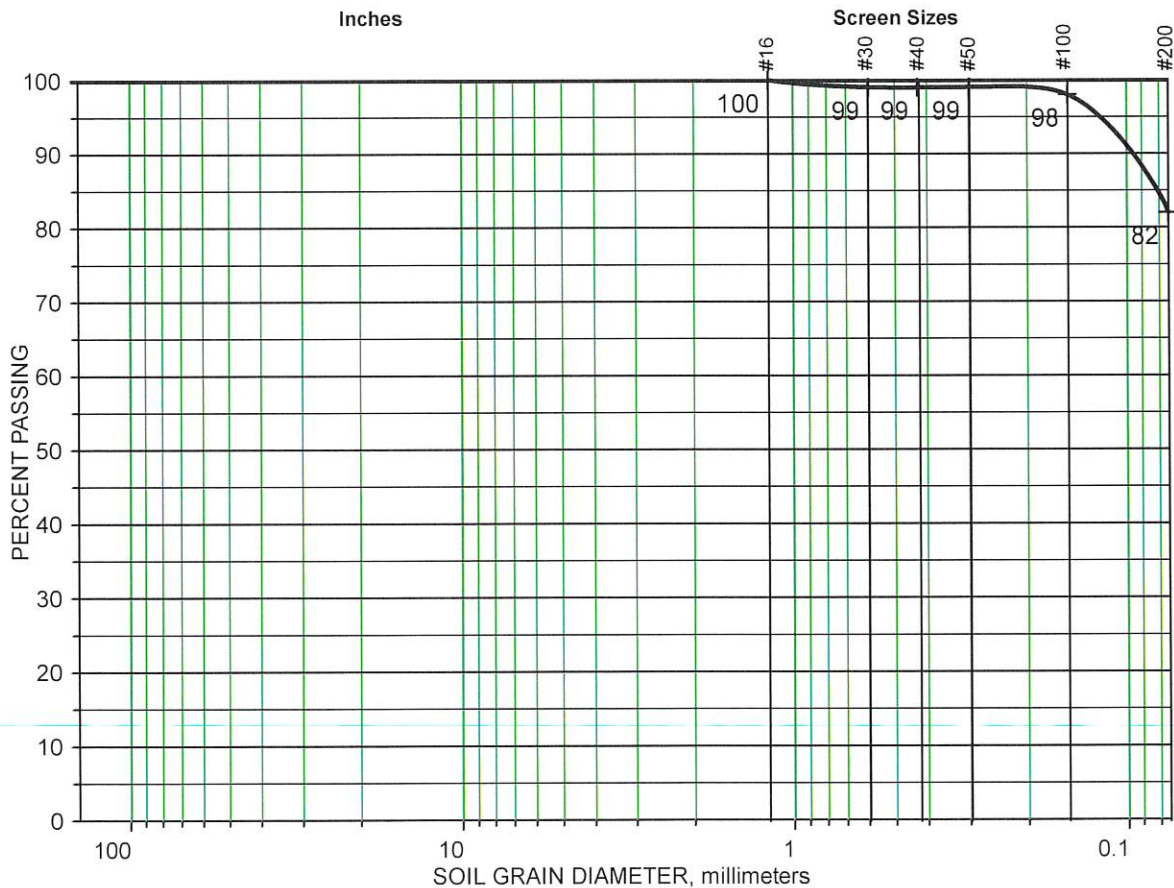 Inches
Screen Sizes
#16 #30 #40 #50 #100 #200
100
90
80
70
60
50
40
30
20
10
0
PERCENT PASSING
100 99 99 99 98 82
100 10 1 0.1
SOIL GRAIN DIAMETER, millimeters